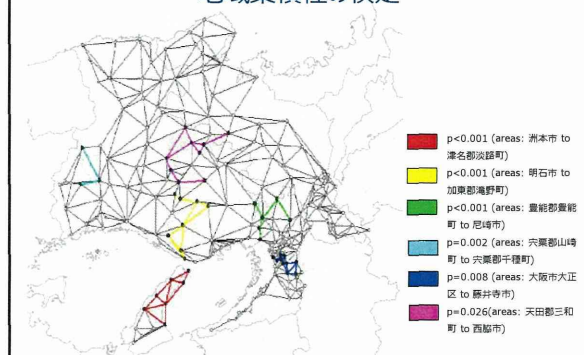 p<0.001 (areas: 洲本市 to
津名郡淡路町)
p<0.001 (areas: 明石市 to
加東郡滝野町)
p<0.001 (areas: 豊能郡豊能
町 to 尼崎市)
p=0.002 (areas: 宍粟郡山崎
町 to 宍粟郡千種町)
p=0.008 (areas: 大阪市大正
区 to 藤井寺市)
p=0.026(areas: 天田郡三和
町 to 西脇市)